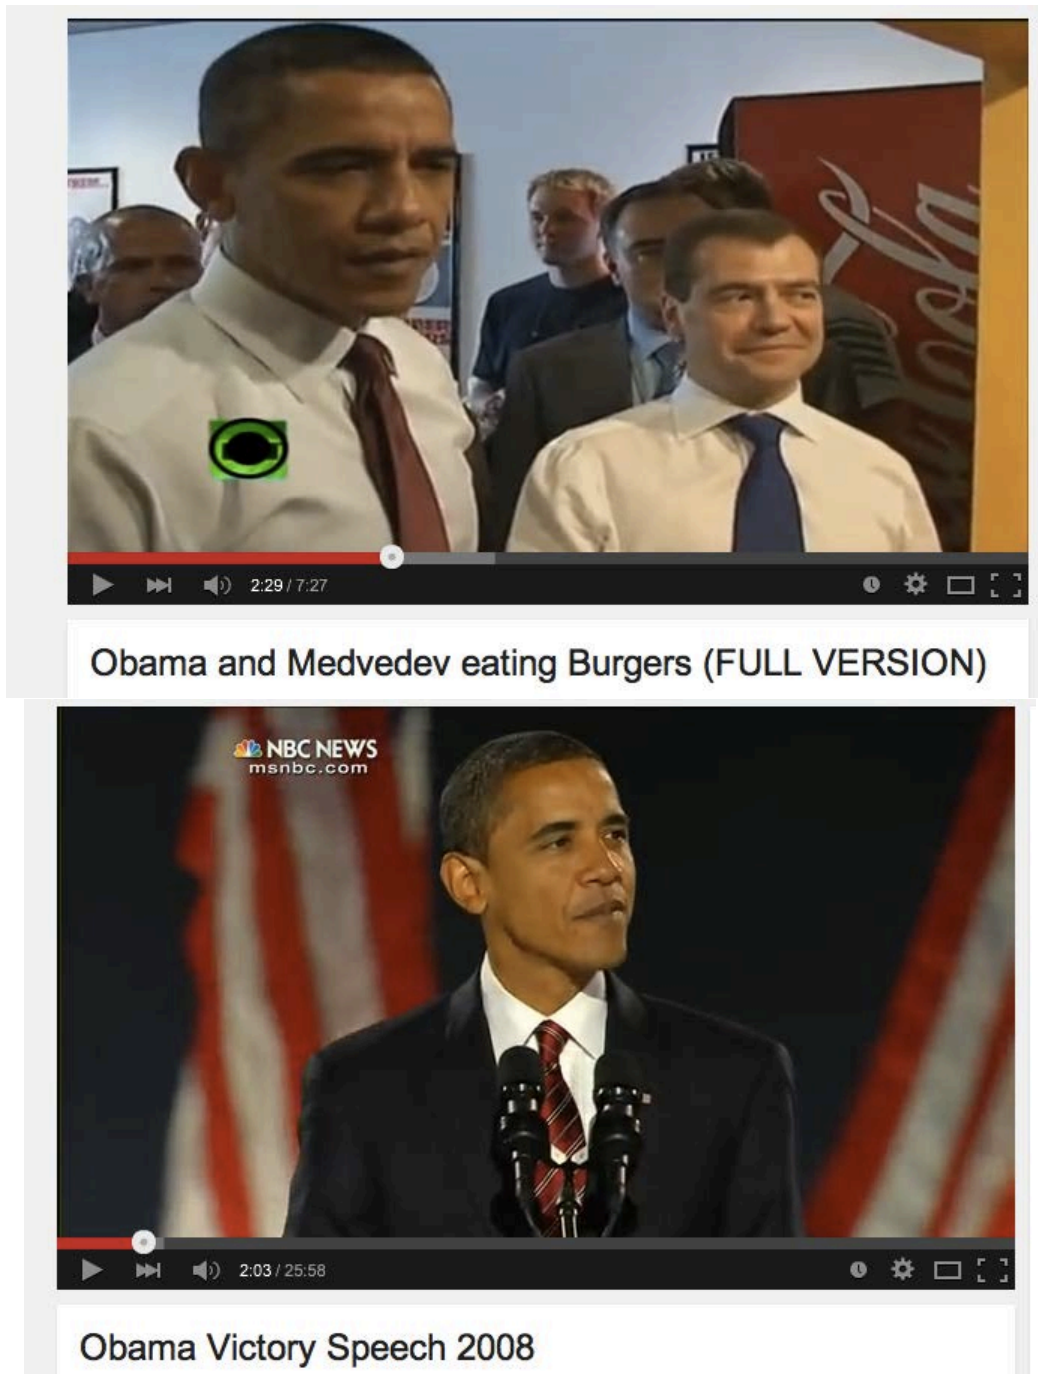 2:29 / 7:27
Obama and Medvedev eating Burgers (FULL VERSION)
NBC NEWS
msnbc.com
2:03 / 25:58
Obama Victory Speech 2008